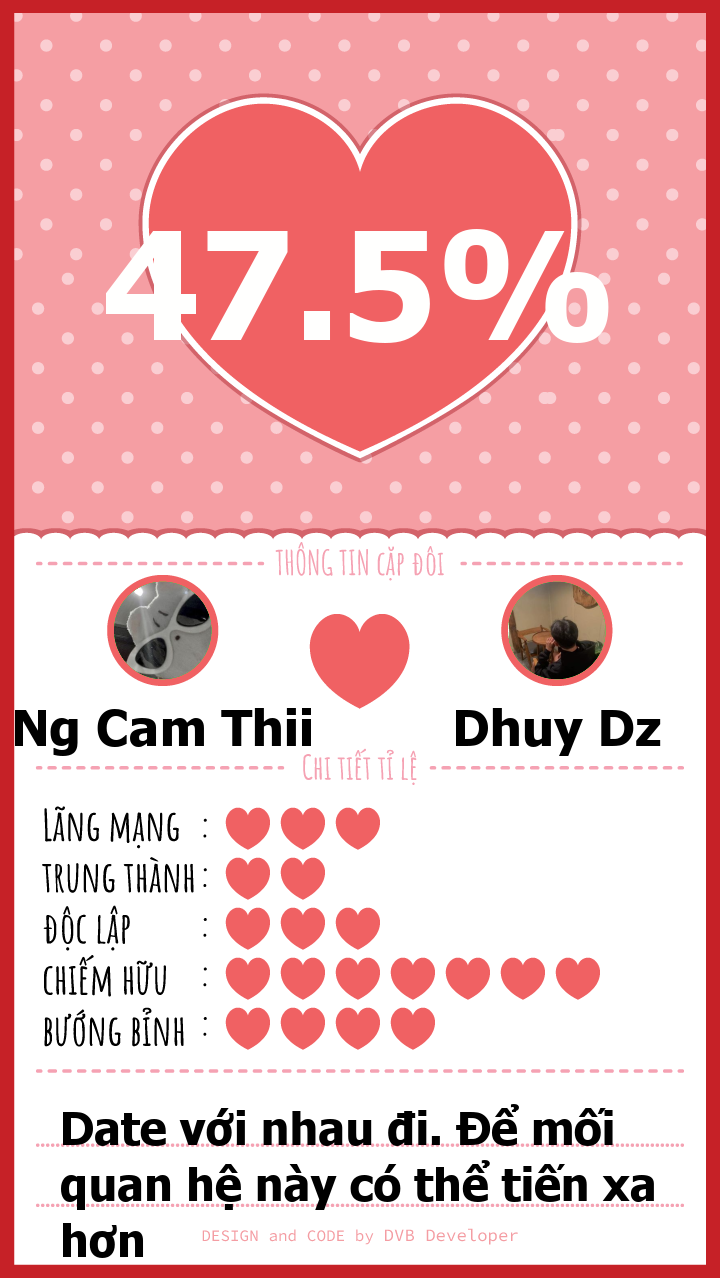 47.5%
THÔNG TIN CẶP ĐÔI
Ng Cam Thii
Dhuy Dz
CHI TIẾT TỈ LỆ
LÃNG MẠNG :
TRUNG THÀNH :
ĐỘC LẬP :
CHIẾM HỮU :
BƯỚNG BỈNH :
Date với nhau đi. Để mối
quan hệ này có thể tiến xa
hơn
DESIGN and CODE by DVB Developer